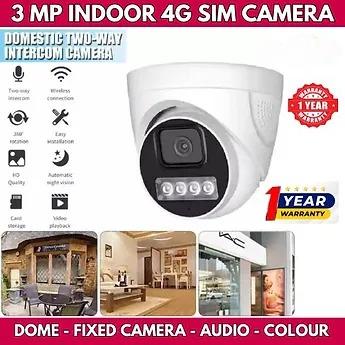 3 MP INDOOR 4G SIM CAMERA
DOMESTIC TWO-WAY
INTERCOM CAMERA
Two-way
intercom
Wireless
connection
360°
rotation
Easy
installation
HD
Quality
Automatic
night vision
Card
storage
Video
playback
WARRANTY
1 YEAR
WARRANTY
1 YEAR
WARRANTY
DOME - FIXED CAMERA - AUDIO - COLOUR